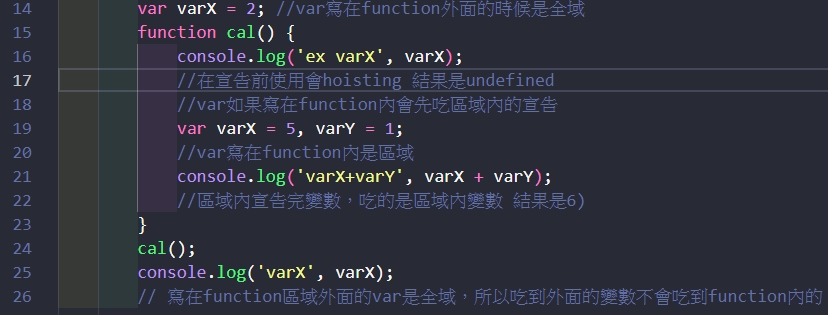 14 var varX = 2; //var寫在function外面的時候是全域
15 function cal() {
16 console.log('ex varX', varX);
17 //在宣告前使用會hoisting 結果是undefined
18 //var如果寫在function內會先吃區域內的宣告
19 var varX = 5, varY = 1;
20 //var寫在function內是區域
21 console.log('varX+varY', varX + varY);
22 //區域內宣告完變數，吃的是區域內變數 結果是6)
23 }
24 cal();
25 console.log('varX', varX);
26 // 寫在function區域外面的var是全域，所以吃到外面的變數不會吃到function內的